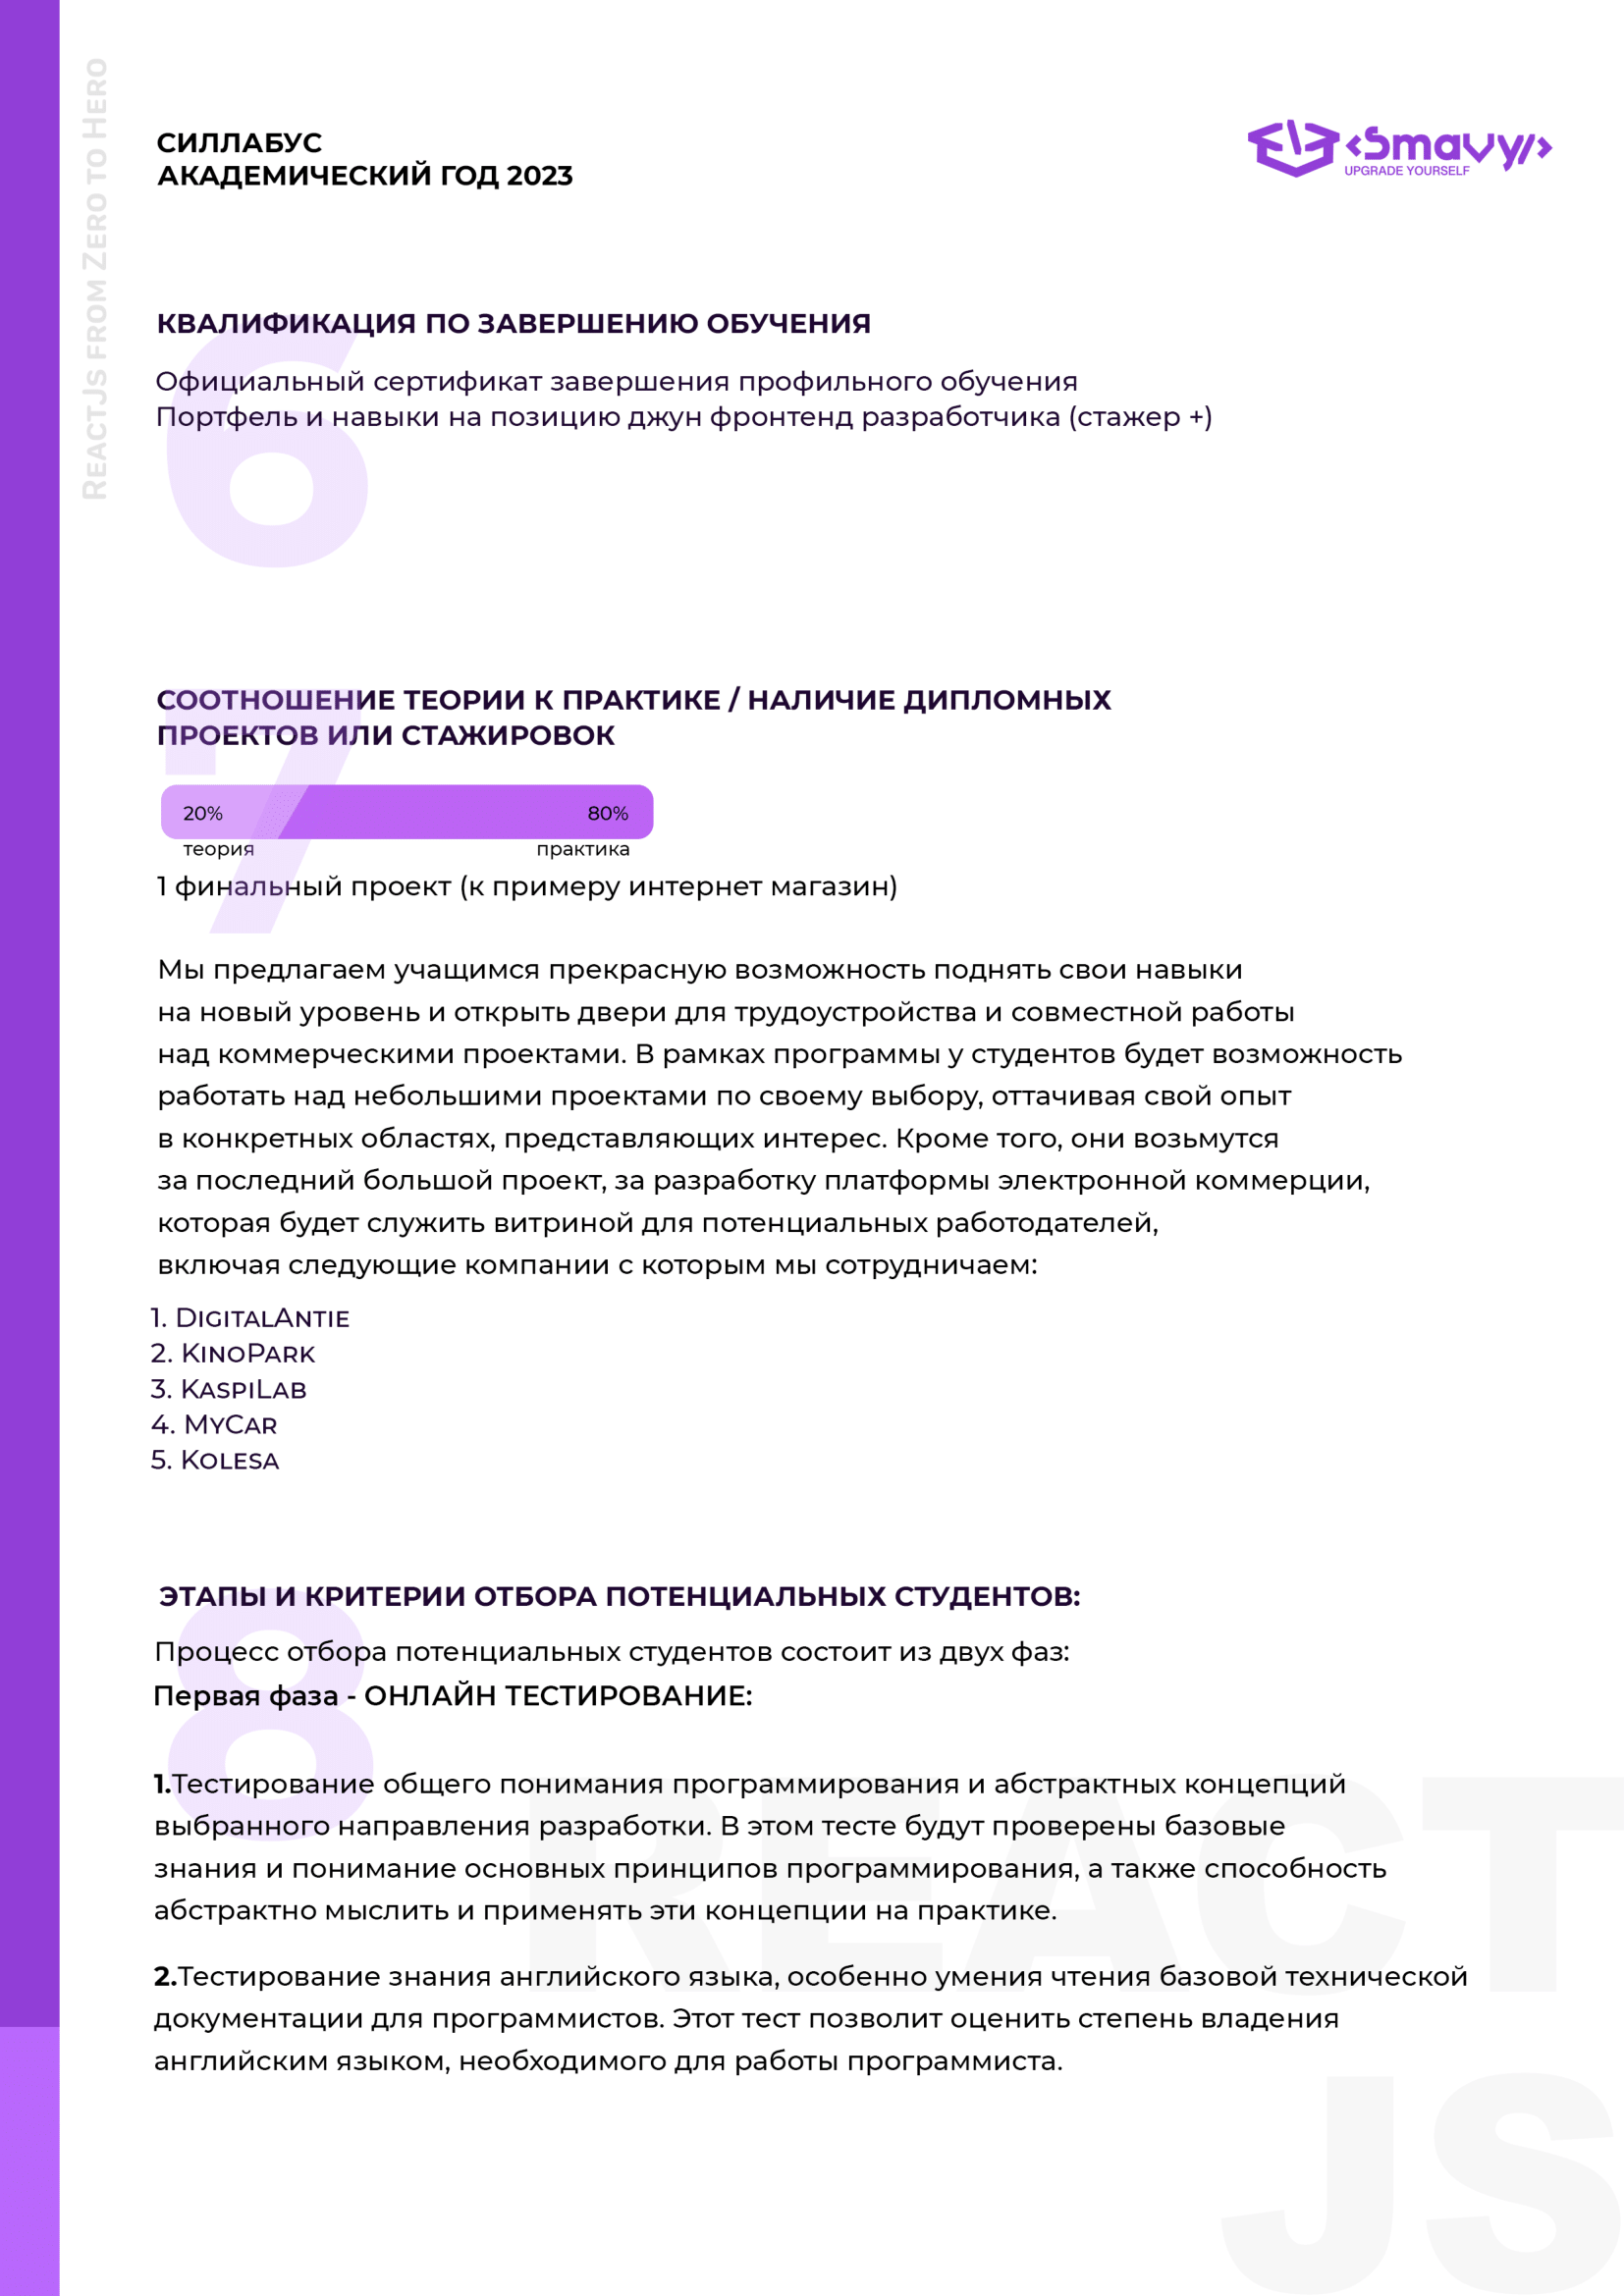 ReactJs from Zero to Hero
СИЛЛАБУС
АКАДЕМИЧЕСКИЙ ГОД 2023
<Smavy/>
UPGRADE YOURSELF
6
КВАЛИФИКАЦИЯ ПО ЗАВЕРШЕНИЮ ОБУЧЕНИЯ
Официальный сертификат завершения профильного обучения
Портфель и навыки на позицию джун фронтенд разработчика (стажер +)
7
СООТНОШЕНИЕ ТЕОРИИ К ПРАКТИКЕ / НАЛИЧИЕ ДИПЛОМНЫХ
ПРОЕКТОВ ИЛИ СТАЖИРОВОК
20% 80%
теория практика
1 финальный проект (к примеру интернет магазин)
Мы предлагаем учащимся прекрасную возможность поднять свои навыки
на новый уровень и открыть двери для трудоустройства и совместной работы
над коммерческими проектами. В рамках программы у студентов будет возможность
работать над небольшими проектами по своему выбору, оттачивая свой опыт
в конкретных областях, представляющих интерес. Кроме того, они возьмутся
за последний большой проект, за разработку платформы электронной коммерции,
которая будет служить витриной для потенциальных работодателей,
включая следующие компании с которым мы сотрудничаем:
1. DigitalAntie
2. KinoPark
3. KaspiLab
4. MyCar
5. Kolesa
8
ЭТАПЫ И КРИТЕРИИ ОТБОРА ПОТЕНЦИАЛЬНЫХ СТУДЕНТОВ:
Процесс отбора потенциальных студентов состоит из двух фаз:
Первая фаза - ОНЛАЙН ТЕСТИРОВАНИЕ:
1.Тестирование общего понимания программирования и абстрактных концепций
выбранного направления разработки. В этом тесте будут проверены базовые
знания и понимание основных принципов программирования, а также способность
абстрактно мыслить и применять эти концепции на практике.
2.Тестирование знания английского языка, особенно умения чтения базовой технической
документации для программистов. Этот тест позволит оценить степень владения
английским языком, необходимого для работы программиста.
REACT
JS